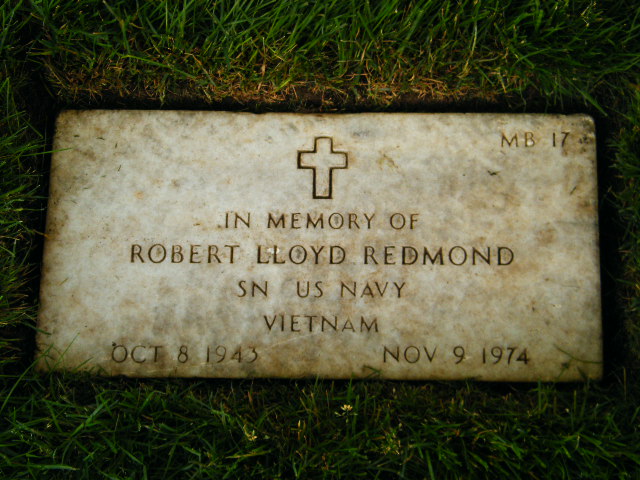 MB 17
IN MEMORY OF
ROBERT LLOYD REDMOND
SN US NAVY
VIETNAM
OCT 8 1943 NOV 9 1974